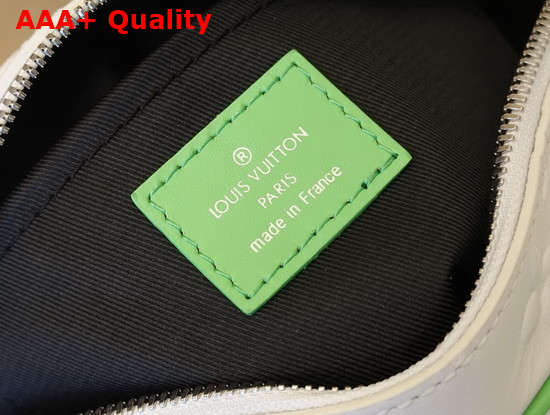 AAA+ Quality
®
LOUIS VUITTON
PARIS
made in France